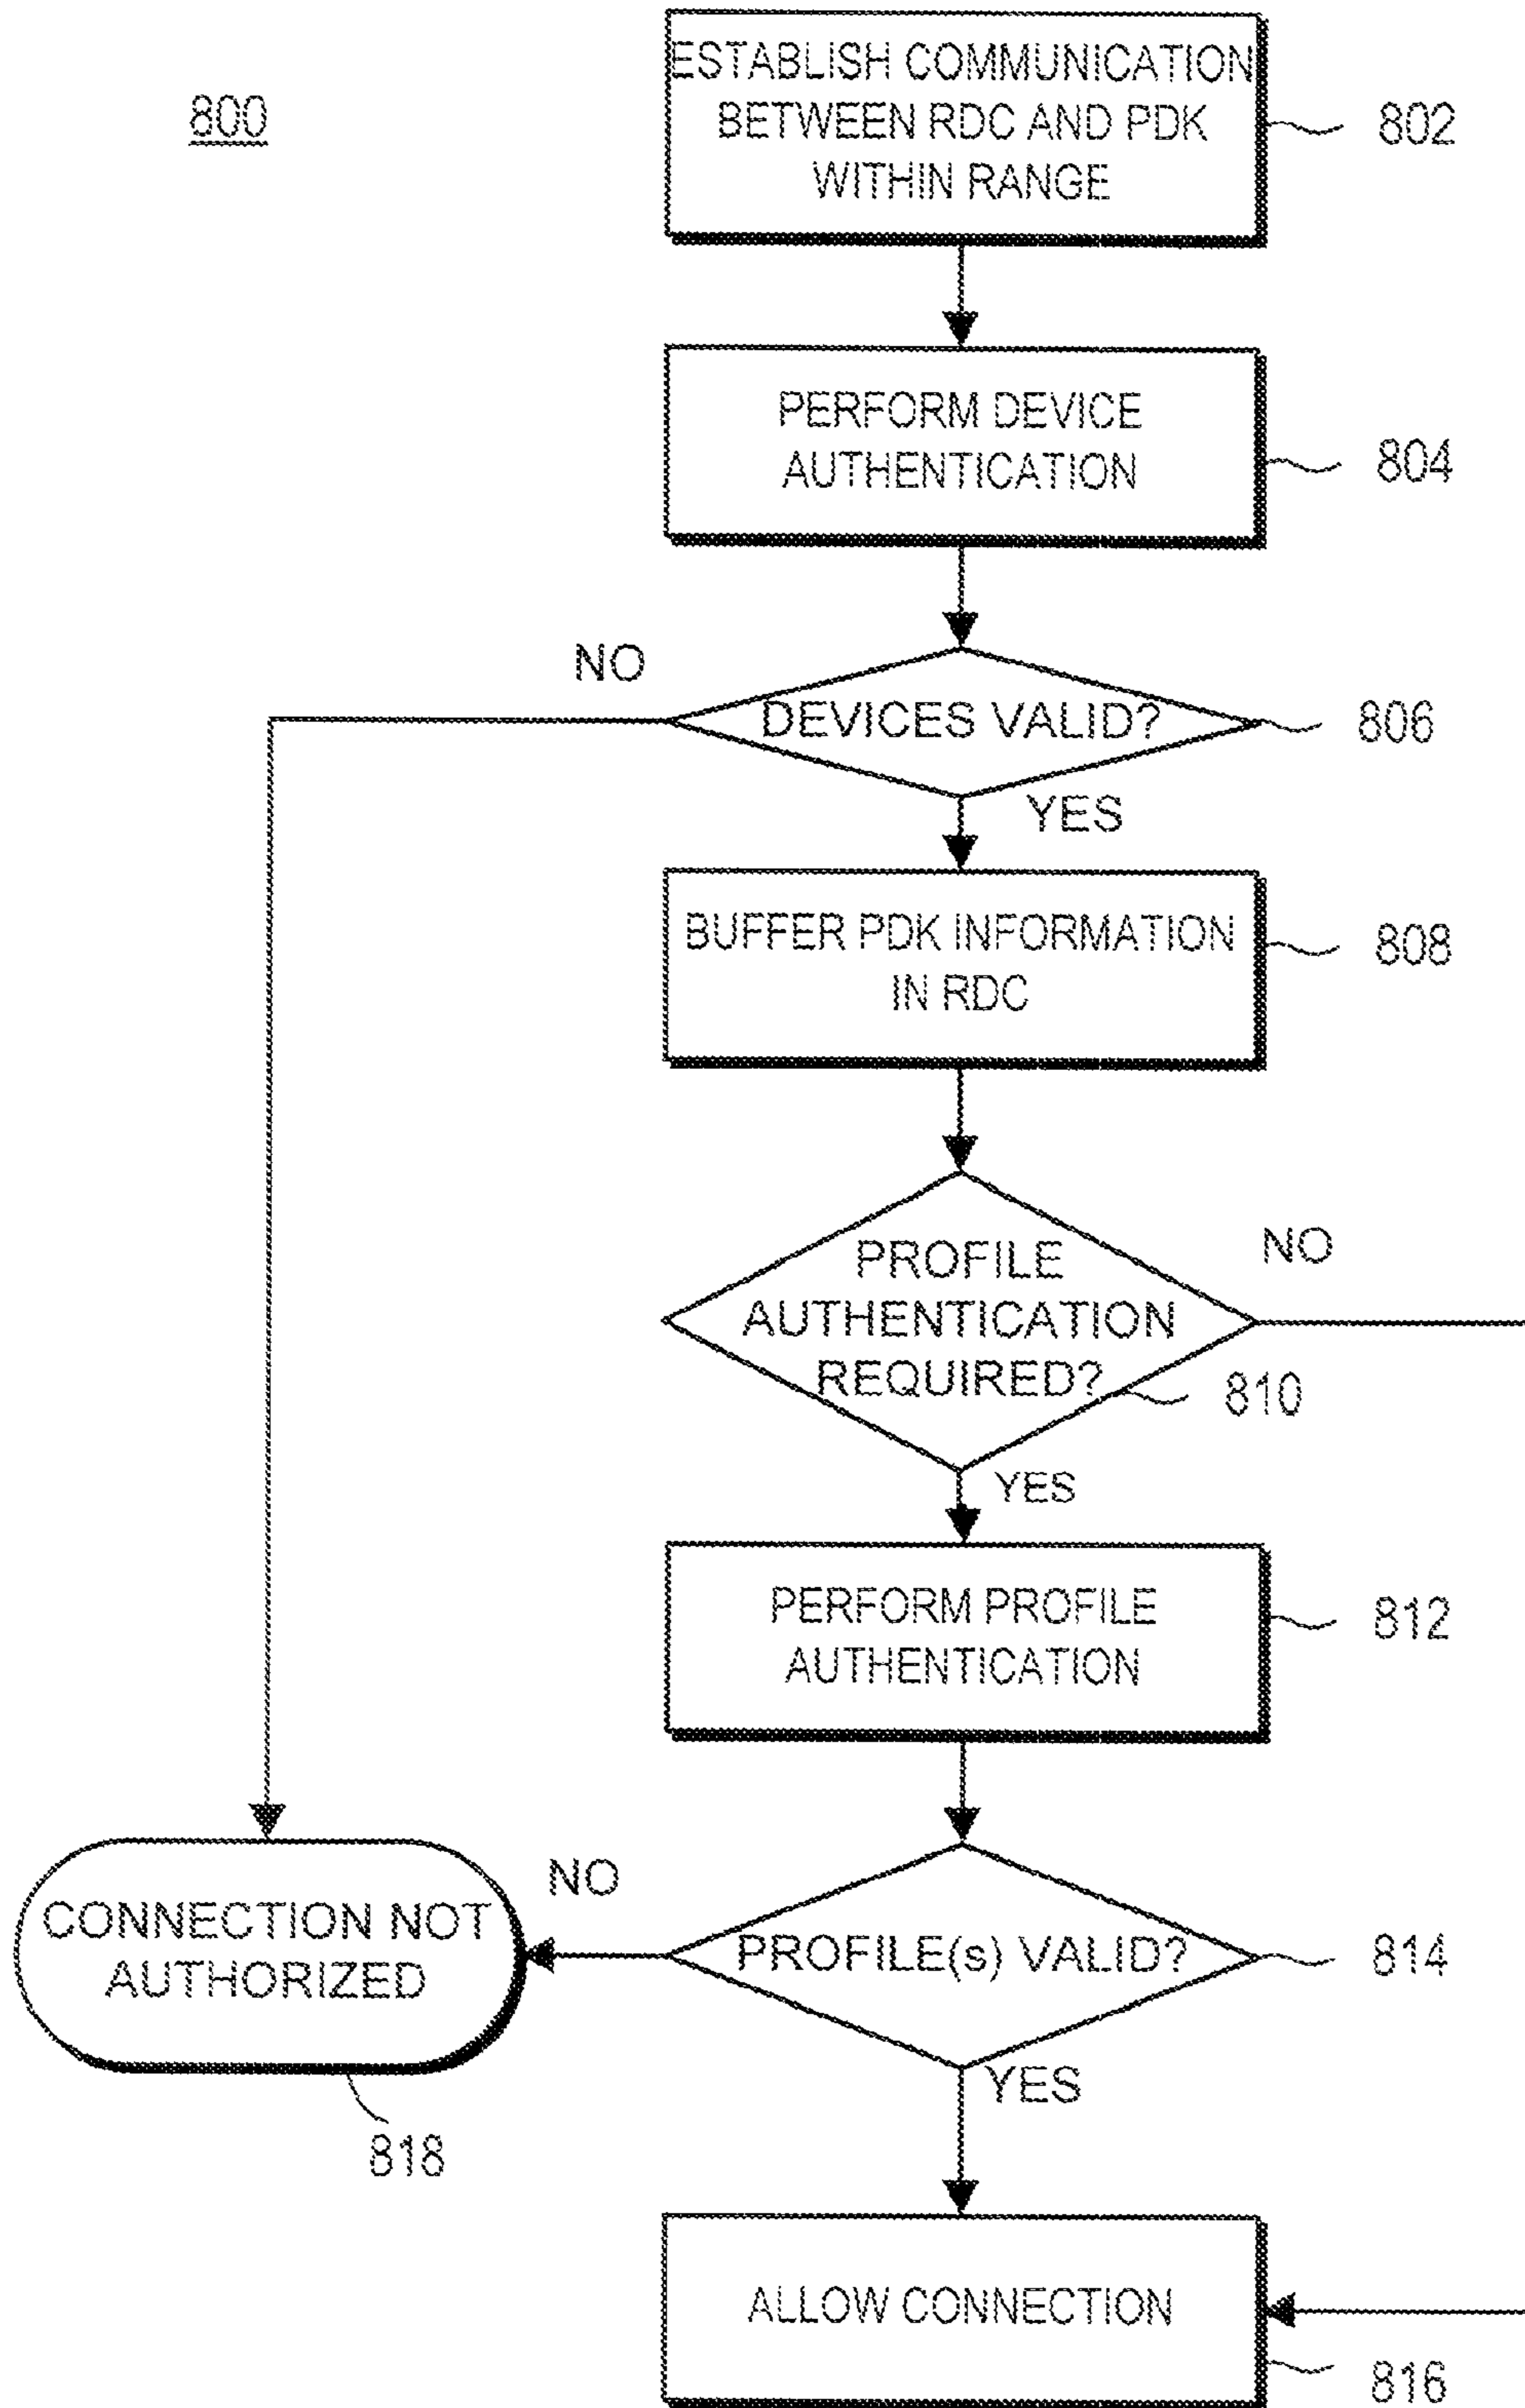 800
ESTABLISH COMMUNICATION
BETWEEN RDC AND PDK
WITHIN RANGE
802
PERFORM DEVICE
AUTHENTICATION
804
NO
DEVICES VALID?
806
YES
BUFFER PDK INFORMATION
IN RDC
808
PROFILE
AUTHENTICATION
REQUIRED?
NO
810
YES
PERFORM PROFILE
AUTHENTICATION
812
CONNECTION NOT
AUTHORIZED
NO
PROFILE(s) VALID?
814
818
YES
ALLOW CONNECTION
816